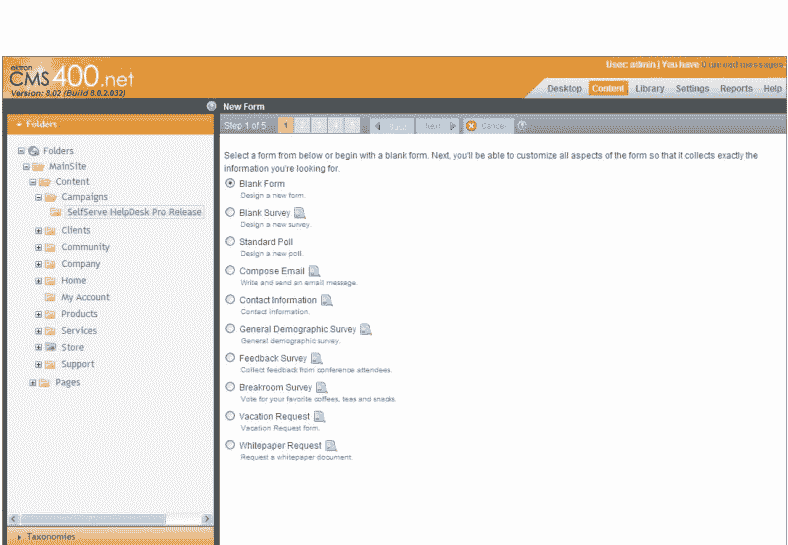 ektron
CMS400.net
Version: 8.02 (Build 8.0.2.032)
User: admin | You have 0 unread messages
Desktop Content Library Settings Reports Help
New Form
Folders
Step 1 of 5 1 2 3 4 5 Back Next Cancel
Folders
MainSite
Content
Campaigns
SelfServe HelpDesk Pro Release
Clients
Community
Company
Home
My Account
Products
Services
Store
Support
Pages
Taxonomies
Select a form from below or begin with a blank form. Next, you'll be able to customize all aspects of the form so that it collects exactly the
information you're looking for.
Blank Form
Design a new form.
Blank Survey
Design a new survey.
Standard Poll
Design a new poll.
Compose Email
Write and send an email message.
Contact Information
Contact information.
General Demographic Survey
General demographic survey.
Feedback Survey
Collect feedback from conference attendees.
Breakroom Survey
Vote for your favorite coffees, teas and snacks.
Vacation Request
Vacation Request form.
Whitepaper Request
Request a whitepaper document.